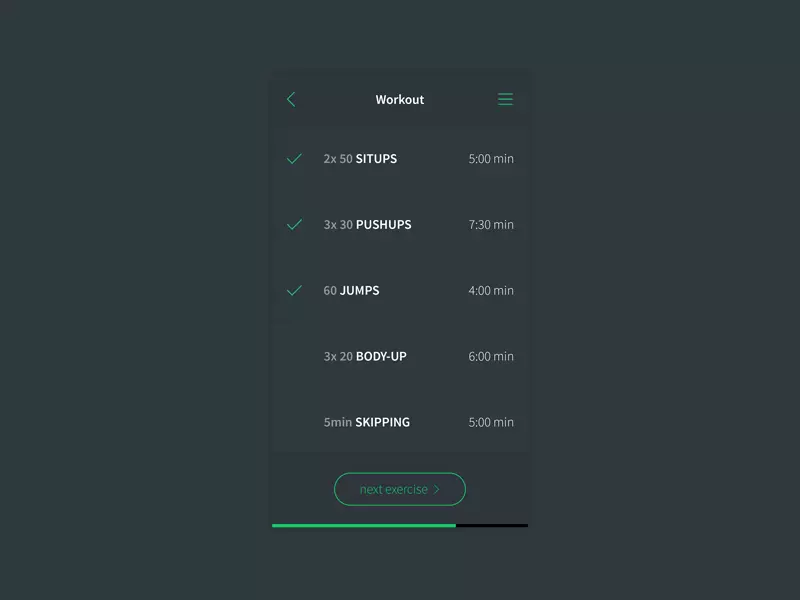 Workout
2x 50 SITUPS 5:00 min
3x 30 PUSHUPS 7:30 min
60 JUMPS 4:00 min
3x 20 BODY-UP 6:00 min
5min SKIPPING 5:00 min
next exercise >